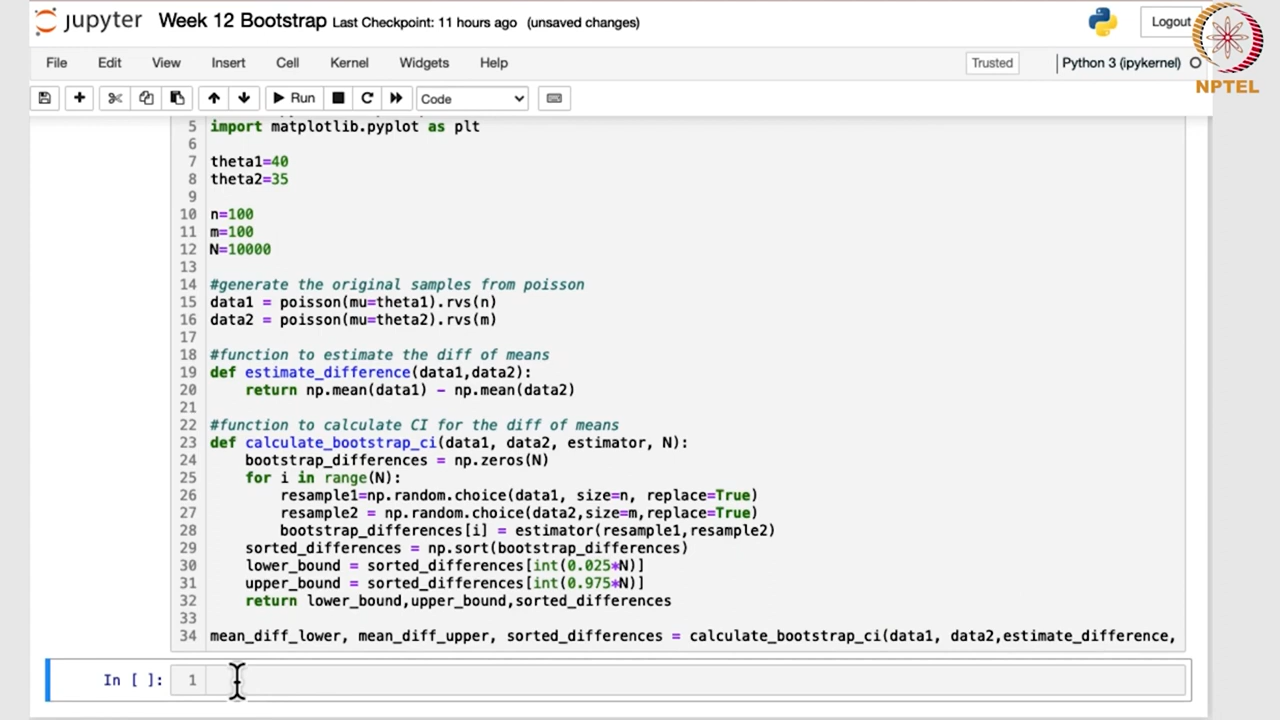 jupyter Week 12 Bootstrap Last Checkpoint: 11 hours ago (unsaved changes) Logout
NPTEL
File Edit View Insert Cell Kernel Widgets Help Trusted Python 3 (ipykernel)
Run Code
5 import matplotlib.pyplot as plt
6
7 theta1=40
8 theta2=35
9
10 n=100
11 m=100
12 N=10000
13
14 #generate the original samples from poisson
15 data1 = poisson(mu=theta1).rvs(n)
16 data2 = poisson(mu=theta2).rvs(m)
17
18 #function to estimate the diff of means
19 def estimate_difference(data1,data2):
20     return np.mean(data1) - np.mean(data2)
21
22 #function to calculate CI for the diff of means
23 def calculate_bootstrap_ci(data1, data2, estimator, N):
24     bootstrap_differences = np.zeros(N)
25     for i in range(N):
26         resample1=np.random.choice(data1, size=n, replace=True)
27         resample2 = np.random.choice(data2,size=m,replace=True)
28         bootstrap_differences[i] = estimator(resample1,resample2)
29     sorted_differences = np.sort(bootstrap_differences)
30     lower_bound = sorted_differences[int(0.025*N)]
31     upper_bound = sorted_differences[int(0.975*N)]
32     return lower_bound,upper_bound,sorted_differences
33
34 mean_diff_lower, mean_diff_upper, sorted_differences = calculate_bootstrap_ci(data1, data2,estimate_difference,
In [ ]: 1